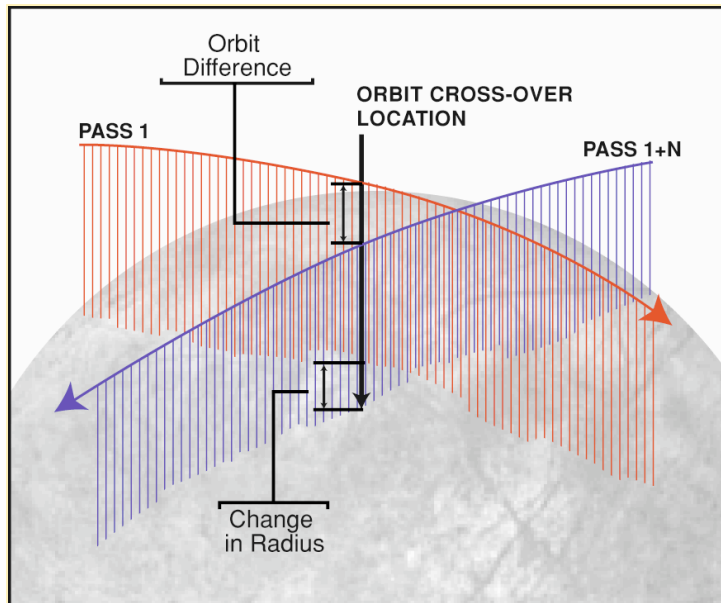 Orbit
Difference
ORBIT CROSS-OVER
LOCATION
PASS 1
PASS 1+N
Change
in Radius